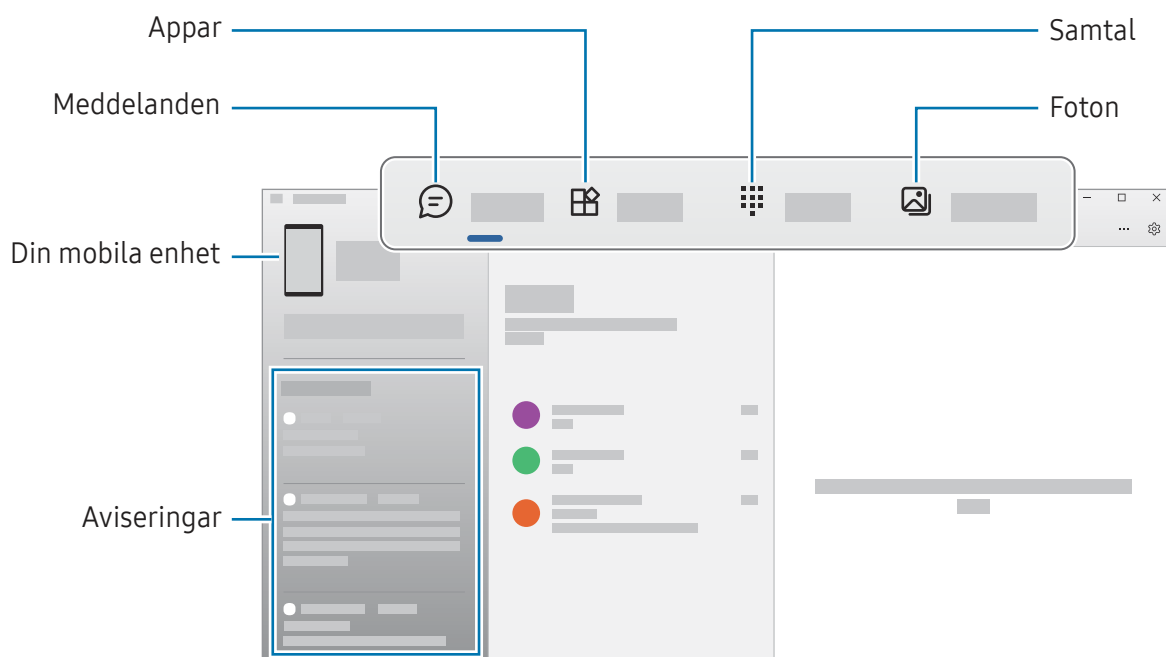 Appar
Samtal
Meddelanden
Foton
Din mobila enhet
Aviseringar